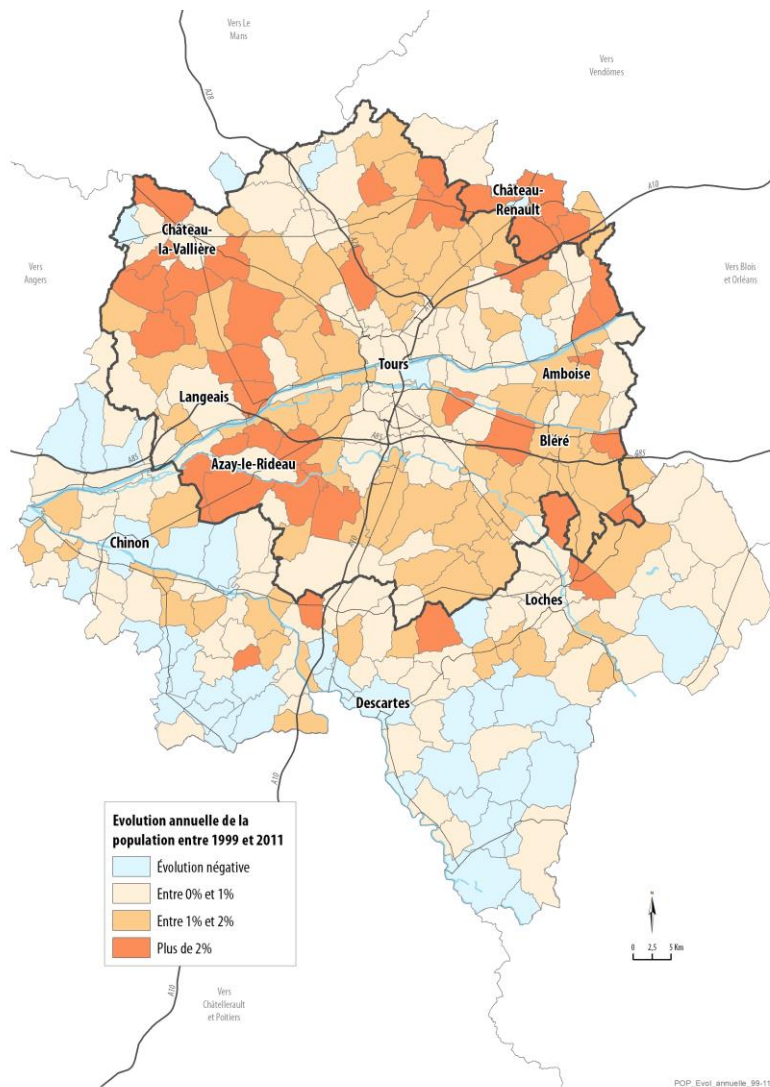 Vers Le
Mans
Vers
Vendômes
A28
A10
Château-
Renault
Château-
la-Vallière
A28
Vers
Angers
Vers Blois
et Orléans
Tours
Amboise
Langeais
Bléré
A85
A85
A85
Azay-le-Rideau
Chinon
A10
Loches
Descartes
A10
Evolution annuelle de la
population entre 1999 et 2011
Évolution négative
Entre 0% et 1%
Entre 1% et 2%
Plus de 2%
N
0 2,5 5 Km
A10
Vers
Châtellerault
et Poitiers